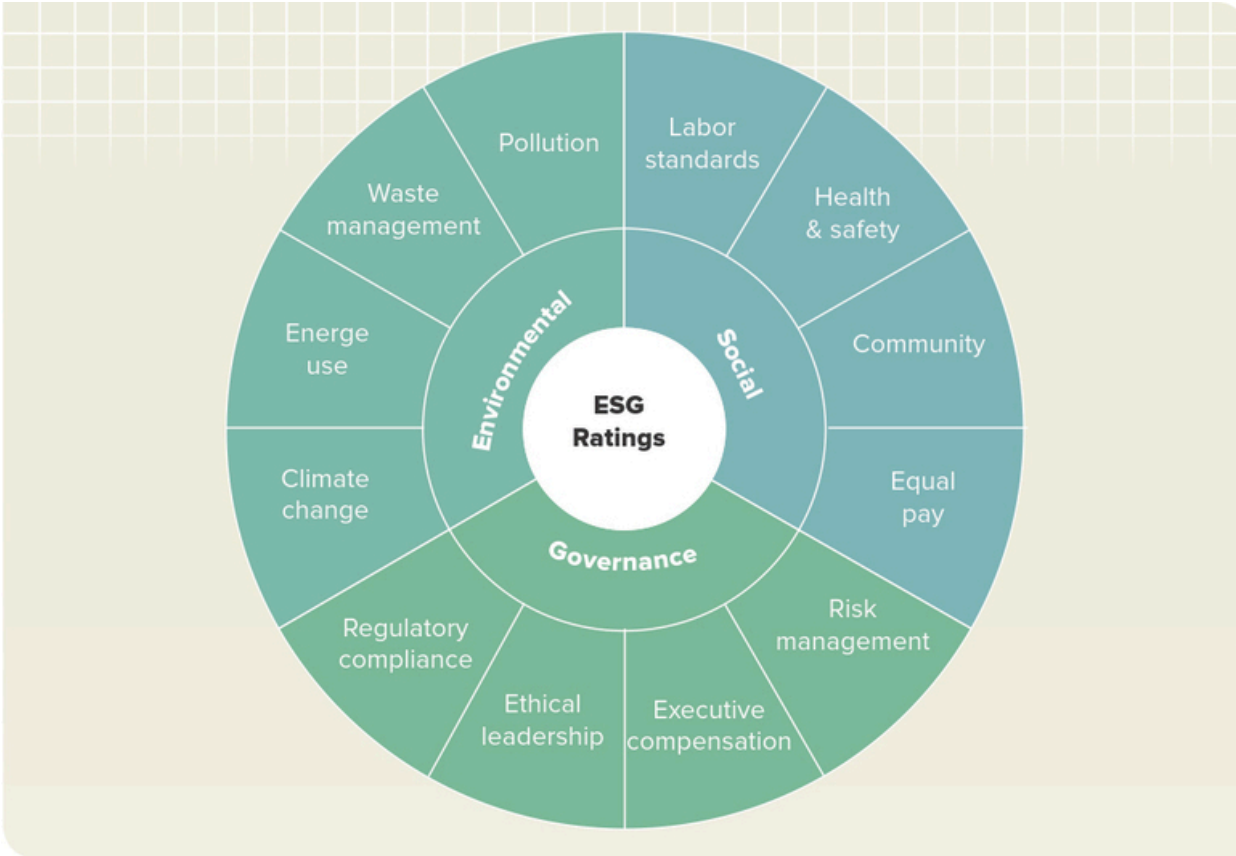 Pollution
Labor
standards
Waste
management
Health
& safety
Energe
use
Community
Environmental
Social
ESG
Ratings
Climate
change
Equal
pay
Governance
Regulatory
compliance
Risk
management
Ethical
leadership
Executive
compensation